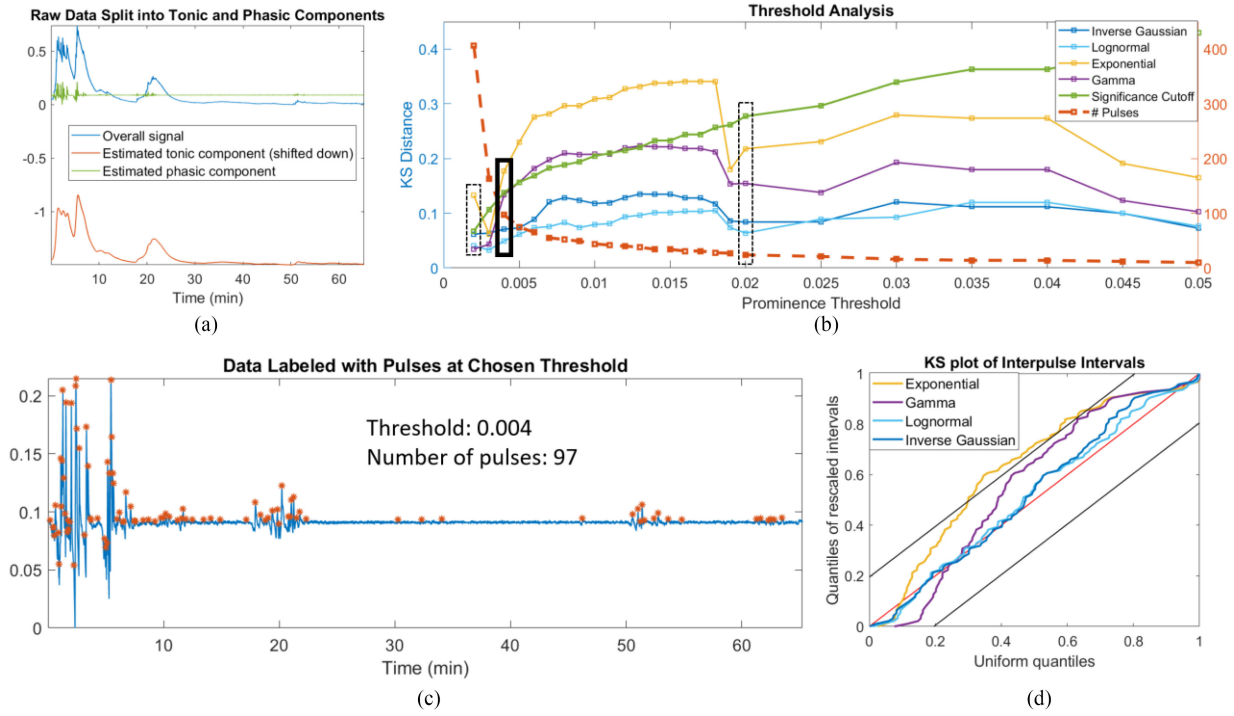 Raw Data Split into Tonic and Phasic Components
0.5
0
-0.5
-1
Overall signal
Estimated tonic component (shifted down)
Estimated phasic component
10 20 30 40 50 60
Time (min)
(a)
Threshold Analysis
KS Distance
0.4
0.3
0.2
0.1
0
400
300
200
100
0
Inverse Gaussian
Lognormal
Exponential
Gamma
Significance Cutoff
# Pulses
0 0.005 0.01 0.015 0.02 0.025 0.03 0.035 0.04 0.045 0.05
Prominence Threshold
(b)
Data Labeled with Pulses at Chosen Threshold
0.2
0.15
0.1
0.05
0
Threshold: 0.004
Number of pulses: 97
10 20 30 40 50 60
Time (min)
(c)
KS plot of Interpulse Intervals
Quantiles of rescaled intervals
1
0.8
0.6
0.4
0.2
0
Exponential
Gamma
Lognormal
Inverse Gaussian
0 0.2 0.4 0.6 0.8 1
Uniform quantiles
(d)